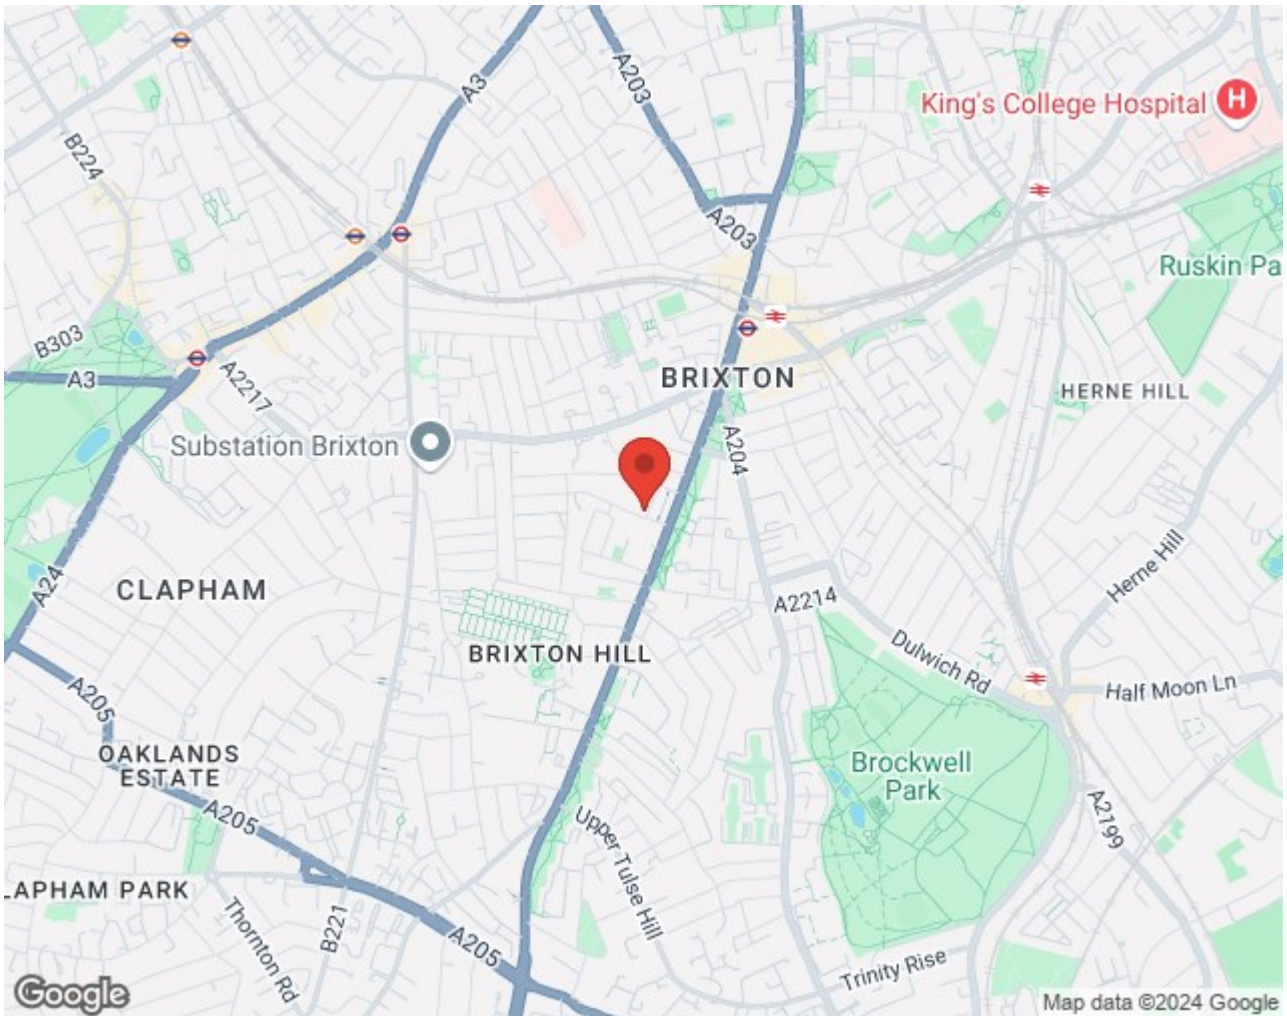 A3
A203
King's College Hospital
H
B224
A203
Ruskin Pa
B303
A3
A2217
BRIXTON
HERNE HILL
Substation Brixton
A204
A24
CLAPHAM
A2214
Herne Hill
BRIXTON HILL
Dulwich Rd
A205
Half Moon Ln
OAKLANDS
ESTATE
Brockwell
Park
A205
Upper Tulse Hill
A2199
LAPHAM PARK
Thornton Rd
B221
A205
Trinity Rise
Google
Map data ©2024 Google